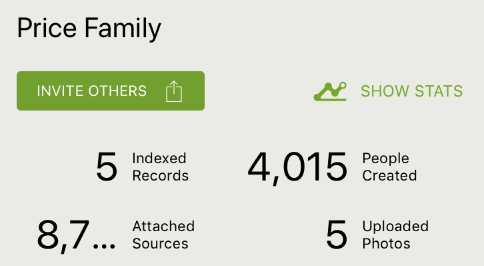 Price Family
INVITE OTHERS
SHOW STATS
5 Indexed
Records
4,015 People
Created
8,7... Attached
Sources
5 Uploaded
Photos